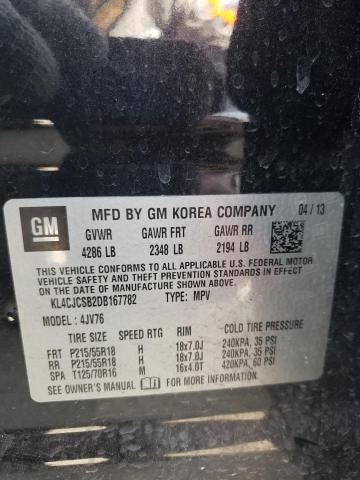 MFD BY GM KOREA COMPANY 04 / 13
GM
GVWR GAWR FRT GAWR RR
4286 LB 2348 LB 2194 LB
THIS VEHICLE CONFORMS TO ALL APPLICABLE U.S. FEDERAL MOTOR
VEHICLE SAFETY AND THEFT PREVENTION STANDARDS IN EFFECT ON
THE DATE OF MANUFACTURE SHOWN ABOVE.
KL4CJCSB2DB167782 TYPE: MPV
MODEL: 4JV76
TIRE SIZE SPEED RTG RIM COLD TIRE PRESSURE
FRT P215/55R18 H 18x7.0J 240KPA, 35 PSI
RR P215/55R18 H 18x7.0J 240KPA, 35 PSI
SPA T125/70R16 M 16x4.0T 420KPA, 60 PSI
SEE OWNER'S MANUAL FOR ADDITIONAL INFORMATION.